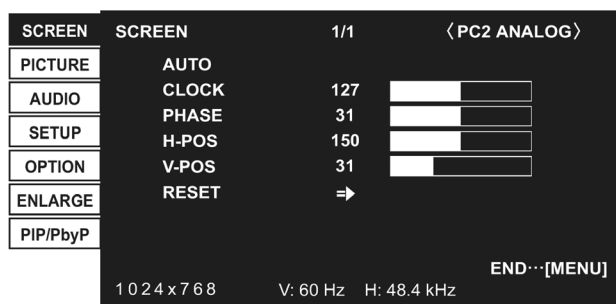 SCREEN
PICTURE
AUDIO
SETUP
OPTION
ENLARGE
PIP/PbyP
SCREEN 1/1 〈PC2 ANALOG〉
AUTO
CLOCK 127
PHASE 31
H-POS 150
V-POS 31
RESET
END···[MENU]
1024x768 V: 60 Hz H: 48.4 kHz